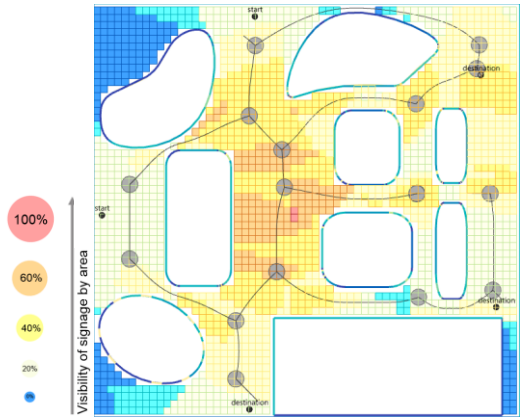 start
destination
100%
start
60%
Visibility of signage by area
destination
40%
20%
destination